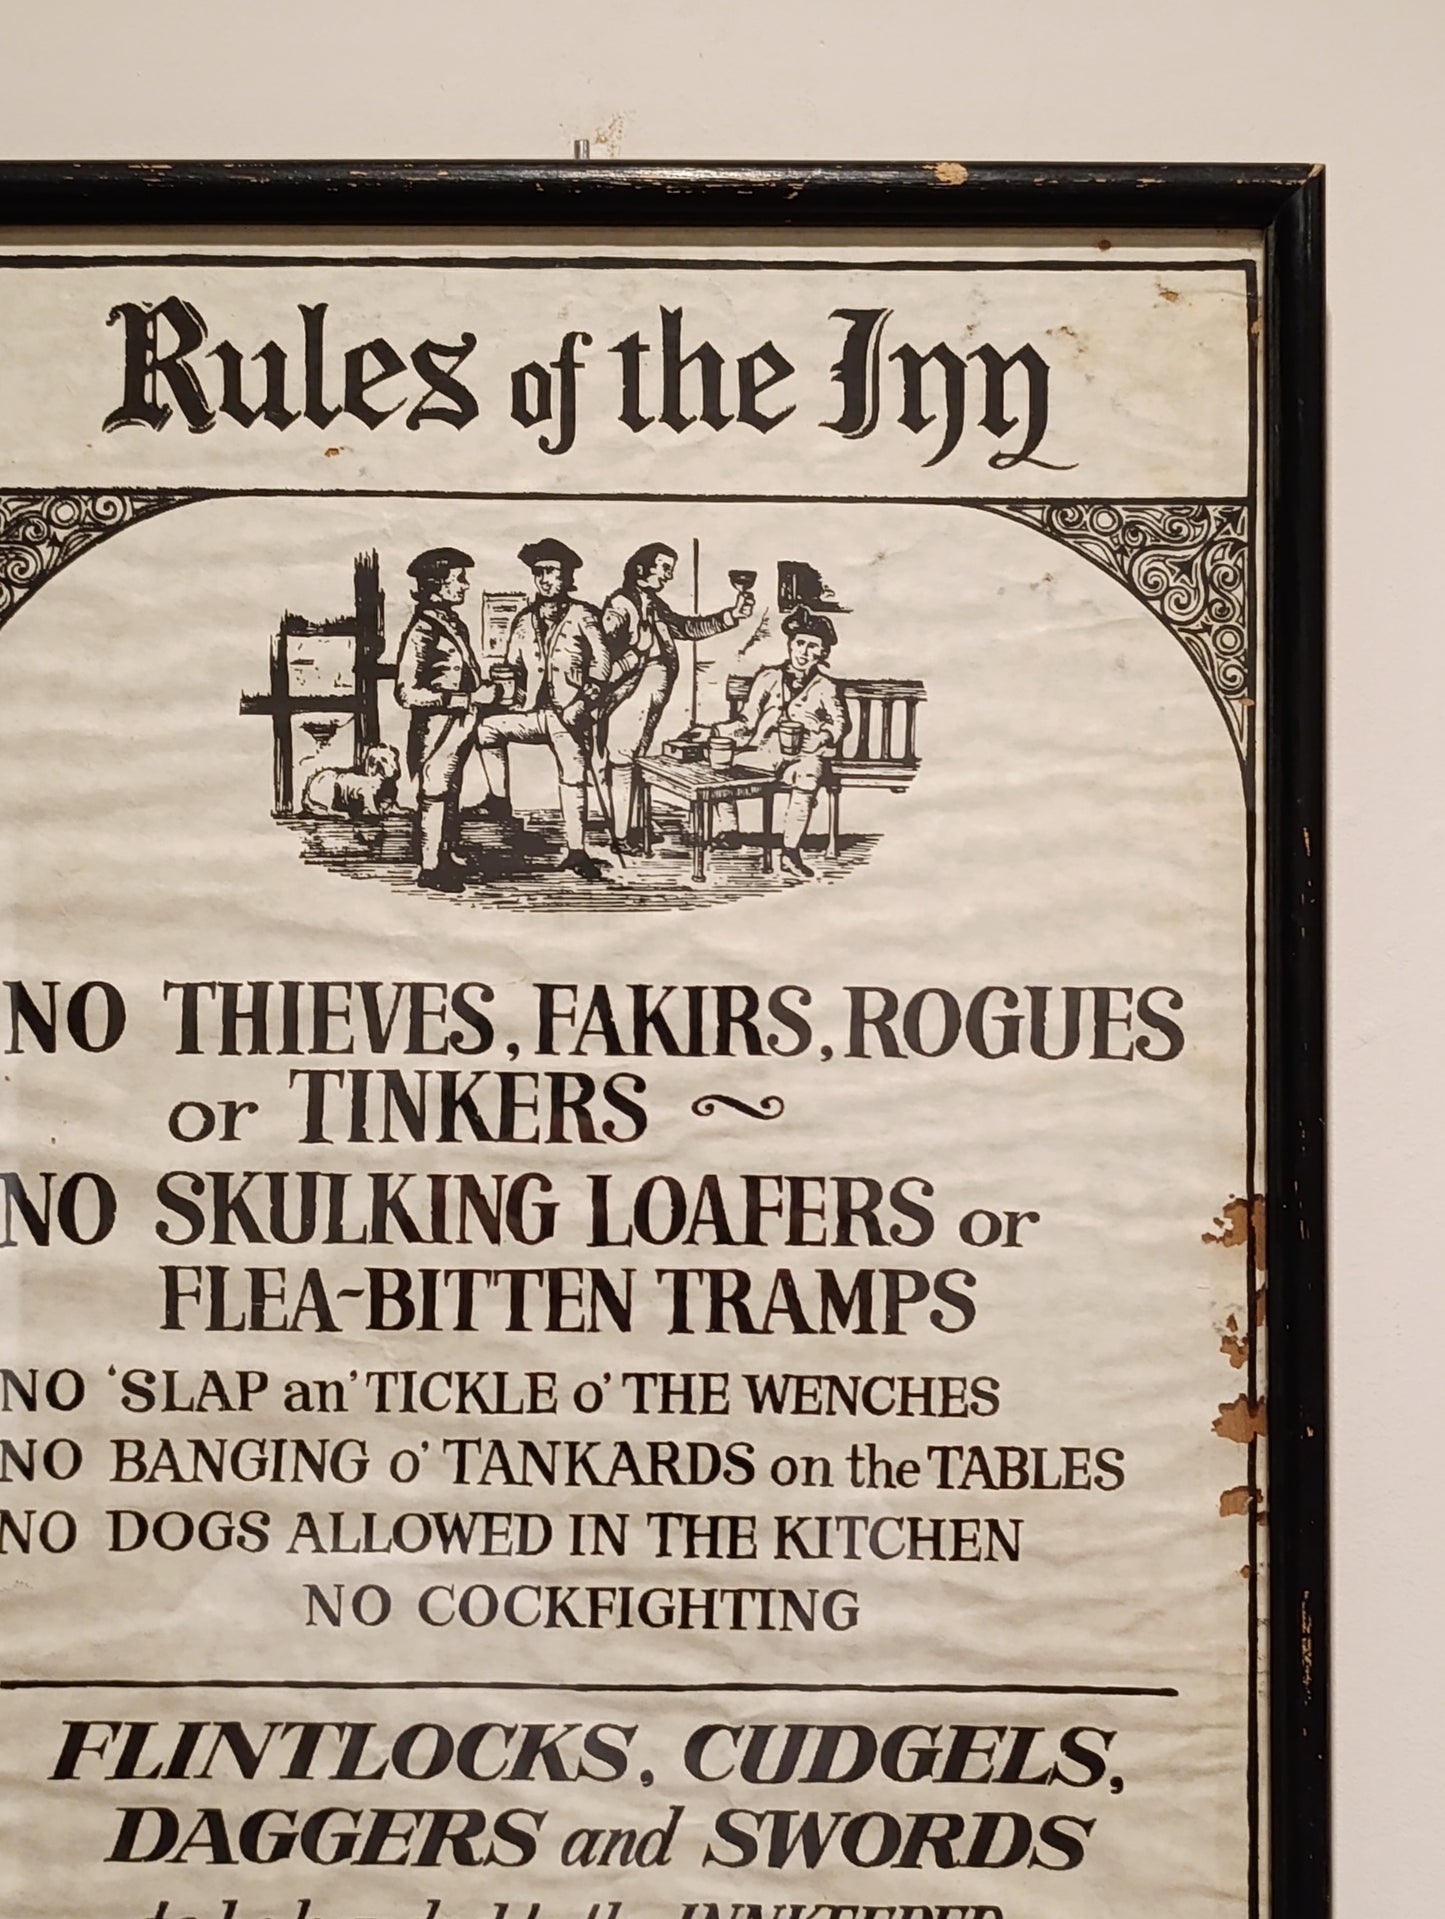 Rules of the Inn
NO THIEVES, FAKIRS, ROGUES
or TINKERS ~
NO SKULKING LOAFERS or
FLEA-BITTEN TRAMPS
NO 'SLAP an' TICKLE o' THE WENCHES
NO BANGING o' TANKARDS on the TABLES
NO DOGS ALLOWED IN THE KITCHEN
NO COCKFIGHTING
FLINTLOCKS, CUDGELS,
DAGGERS and SWORDS
INNKEEPER